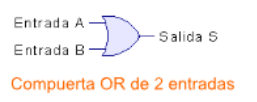 Entrada A
Salida S
Entrada B
Compuerta OR de 2 entradas